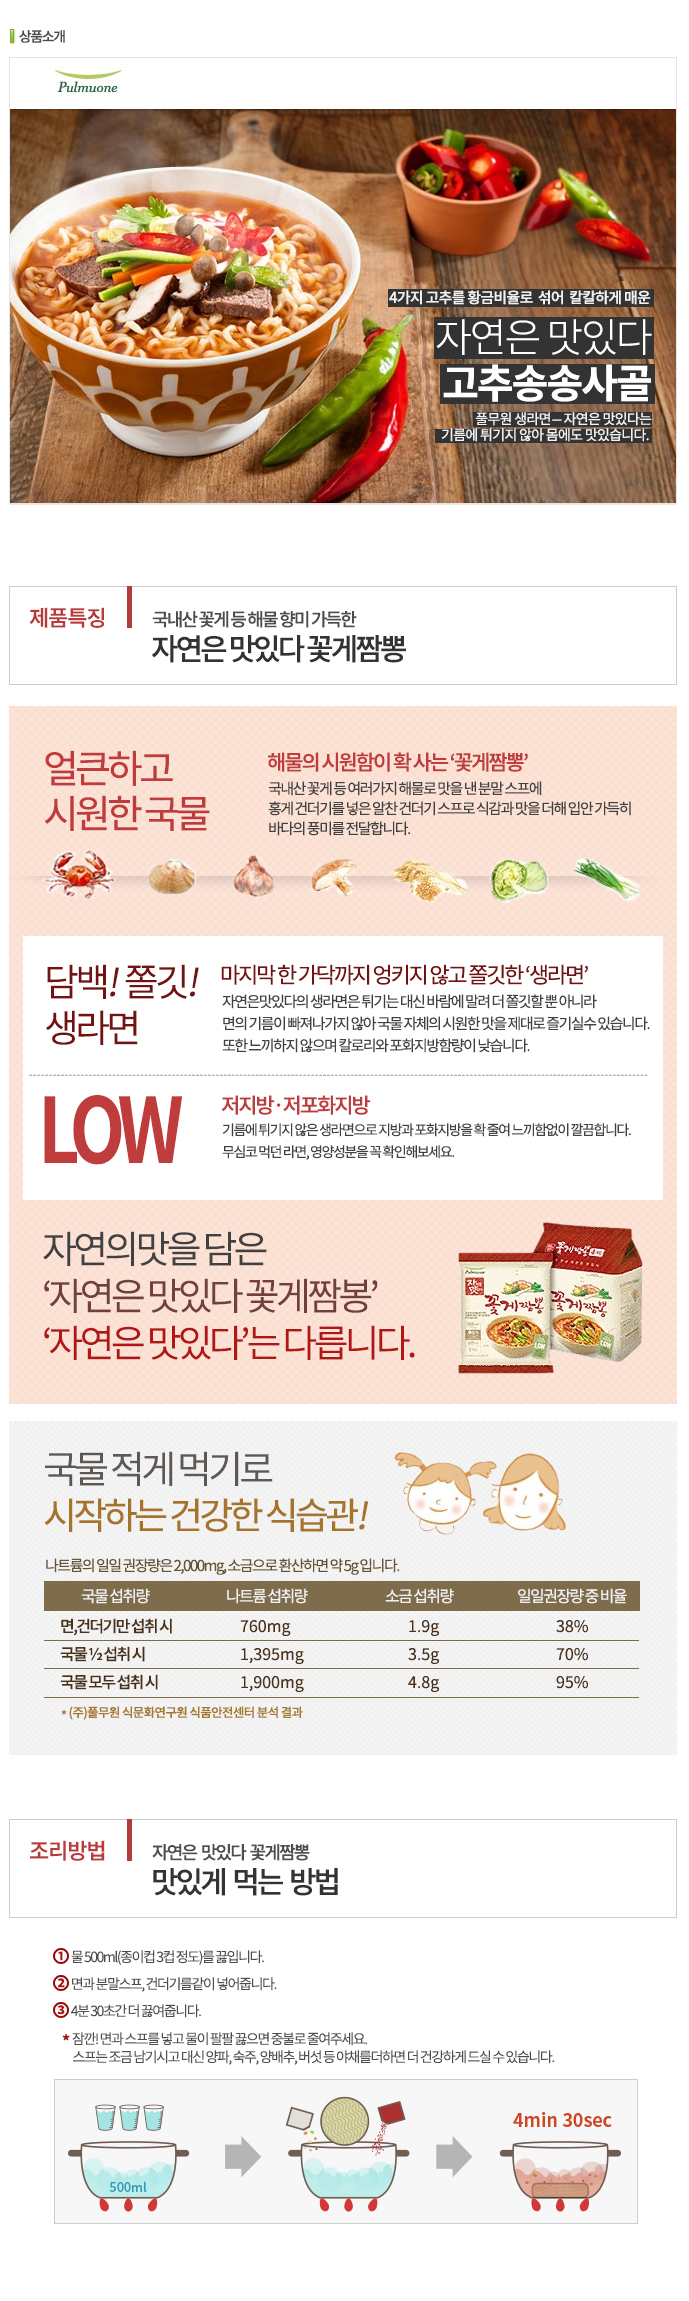 상품소개
Pulmuone
4가지 고추를 황금비율로 섞어 칼칼하게 매운
자연은 맛있다
고추송송사골
풀무원 생라면 – 자연은 맛있다는
기름에 튀기지 않아 몸에도 맛있습니다.
제품특징
국내산 꽃게 등 해물 향미 가득한
자연은 맛있다 꽃게짬뽕
얼큰하고
시원한 국물
해물의 시원함이 확 사는 ‘꽃게짬뽕’
국내산 꽃게 등 여러가지 해물로 맛을 낸 분말 스프에
홍게 건더기를 넣은 알찬 건더기 스프로 식감과 맛을 더해 입안 가득히
바다의 풍미를 전달합니다.
담백! 쫄깃!
생라면
마지막 한 가닥까지 엉키지 않고 쫄깃한 ‘생라면’
자연은맛있다의 생라면은 튀기는 대신 바람에 말려 더 쫄깃할 뿐 아니라
면의 기름이 빠져나가지 않아 국물 자체의 시원한 맛을 제대로 즐기실수 있습니다.
또한 느끼하지 않으며 칼로리와 포화지방함량이 낮습니다.
LOW
저지방 · 저포화지방
기름에 튀기지 않은 생라면으로 지방과 포화지방을 확 줄여 느끼함없이 깔끔합니다.
무심코 먹던 라면, 영양성분을 꼭 확인해보세요.
자연의맛을 담은
‘자연은 맛있다 꽃게짬봉’
‘자연은 맛있다’는 다릅니다.
Pulmuone
꽃게짬뽕
꽃게짬뽕
LOW
LOW
국물 적게 먹기로
시작하는 건강한 식습관!
나트륨의 일일 권장량은 2,000mg, 소금으로 환산하면 약 5g 입니다.
국물 섭취량 나트륨 섭취량 소금 섭취량 일일권장량 중 비율
면,건더기만 섭취 시 760mg 1.9g 38%
국물 ½ 섭취 시 1,395mg 3.5g 70%
국물 모두 섭취 시 1,900mg 4.8g 95%
* (주)풀무원 식문화연구원 식품안전센터 분석 결과
조리방법
자연은 맛있다 꽃게짬뽕
맛있게 먹는 방법
① 물 500ml(종이컵 3컵 정도)를 끓입니다.
② 면과 분말스프, 건더기를같이 넣어줍니다.
③ 4분 30초간 더 끓여줍니다.
* 잠깐! 면과 스프를 넣고 물이 팔팔 끓으면 중불로 줄여주세요.
스프는 조금 남기시고 대신 양파, 숙주, 양배추, 버섯 등 야채를더하면 더 건강하게 드실 수 있습니다.
4min 30sec
500ml